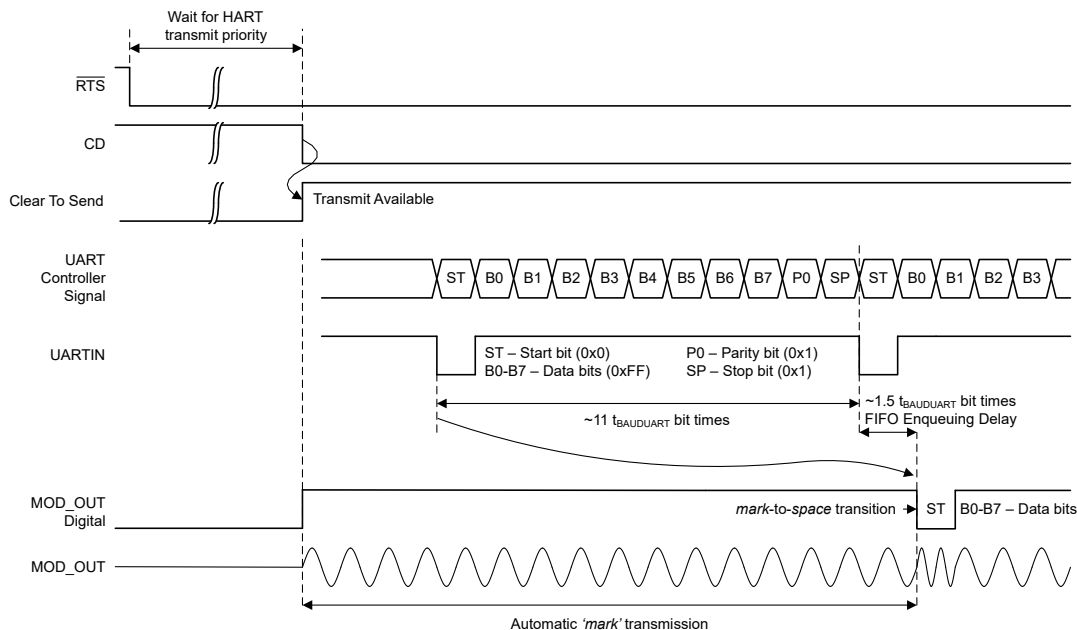 Wait for HART
transmit priority
RTS
CD
Clear To Send
Transmit Available
UART
Controller
Signal
ST B0 B1 B2 B3 B4 B5 B6 B7 P0 SP ST B0 B1 B2 B3
UARTIN
ST – Start bit (0x0) P0 – Parity bit (0x1)
B0-B7 – Data bits (0xFF) SP – Stop bit (0x1)
~11 tBAUDUART bit times
~1.5 tBAUDUART bit times
FIFO Enqueuing Delay
MOD_OUT
Digital
mark-to-space transition
ST B0-B7 – Data bits
MOD_OUT
Automatic 'mark' transmission